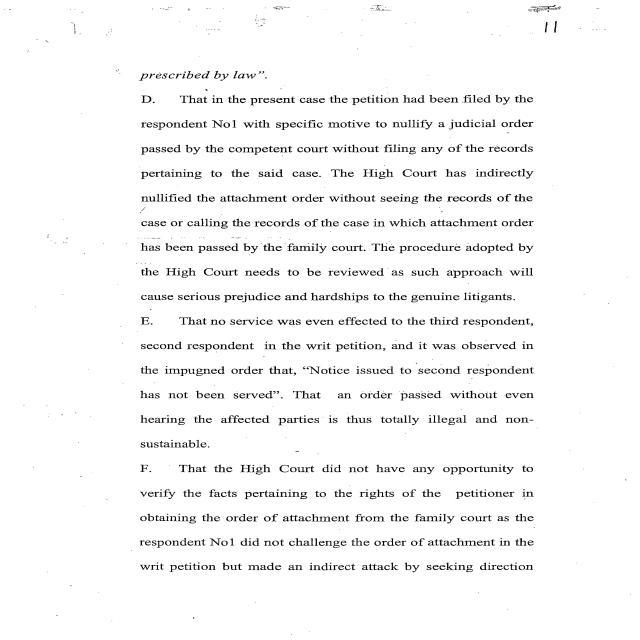 11
prescribed by law".
D. That in the present case the petition had been filed by the
respondent No1 with specific motive to nullify a judicial order
passed by the competent court without filing any of the records
pertaining to the said case. The High Court has indirectly
nullified the attachment order without seeing the records of the
case or calling the records of the case in which attachment order
has been passed by the family court. The procedure adopted by
the High Court needs to be reviewed as such approach will
cause serious prejudice and hardships to the genuine litigants.
E. That no service was even effected to the third respondent,
second respondent in the writ petition, and it was observed in
the impugned order that, “Notice issued to second respondent
has not been served”. That an order passed without even
hearing the affected parties is thus totally illegal and non-
sustainable.
F. That the High Court did not have any opportunity to
verify the facts pertaining to the rights of the petitioner in
obtaining the order of attachment from the family court as the
respondent No1 did not challenge the order of attachment in the
writ petition but made an indirect attack by seeking direction